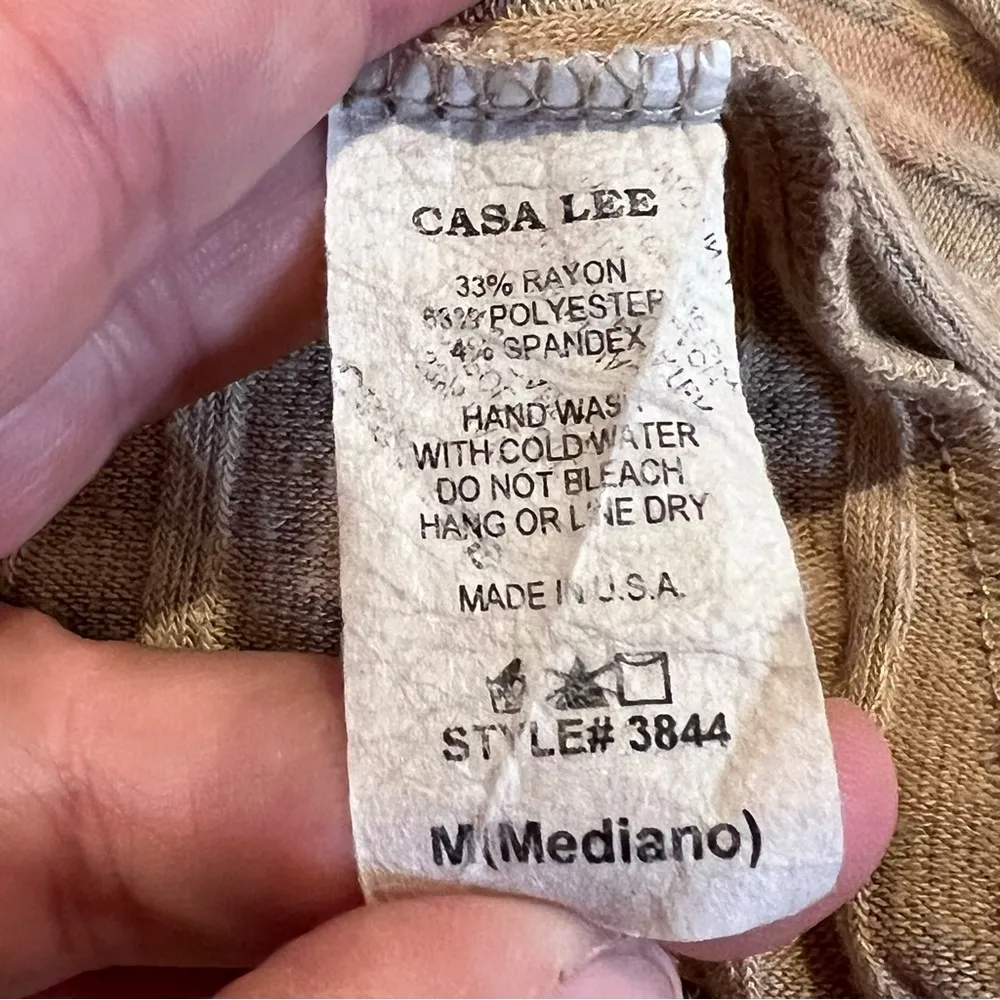 CASA LEE
33% RAYON
POLYESTER
4% SPANDEX
HAND WASH
WITH COLD WATER
DO NOT BLEACH
HANG OR LINE DRY
MADE IN U.S.A.
STYLE# 3844
M(Mediano)